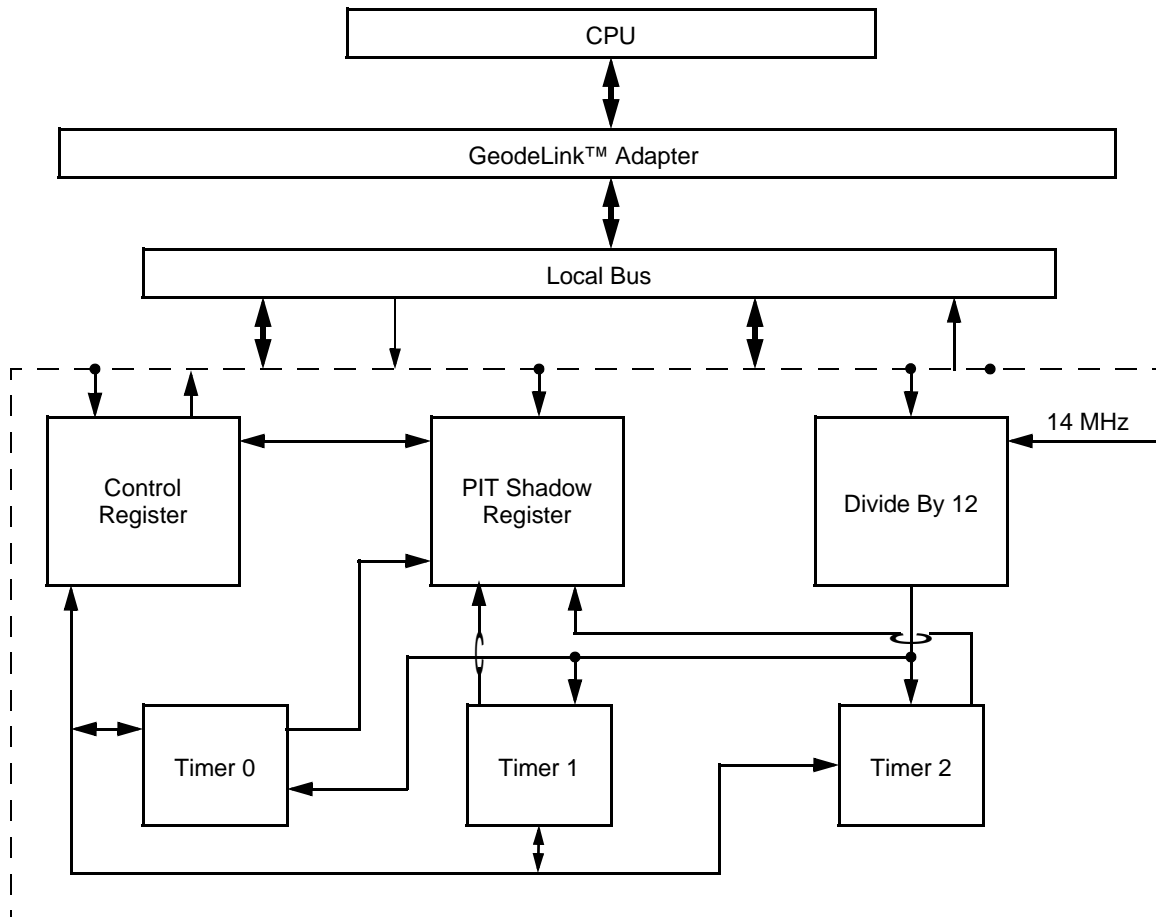 CPU
GeodeLink™ Adapter
Local Bus
14 MHz
Control
Register
PIT Shadow
Register
Divide By 12
Timer 0
Timer 1
Timer 2